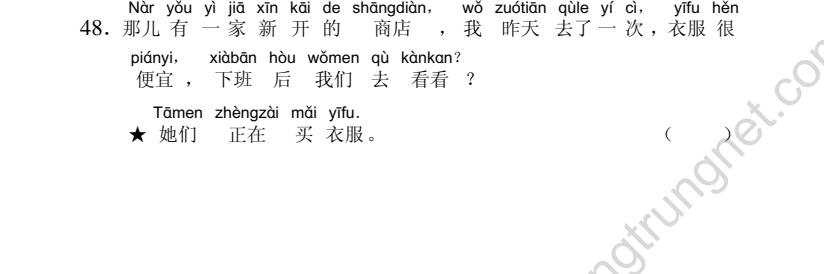 Nàr yǒu yì jiā xīn kāi de shāngdiàn, wǒ zuótiān qùle yí cì, yīfu hěn
48. 那儿 有 一 家 新 开 的 商店 ， 我 昨天 去了 一 次 ， 衣服 很
piányi, xiàbān hòu wǒmen qù kànkan?
便宜 ， 下班 后 我们 去 看看 ？
Tāmen zhèngzài mǎi yīfu.
★ 她们 正在 买 衣服 。 （ ）
ngtrungnet.com